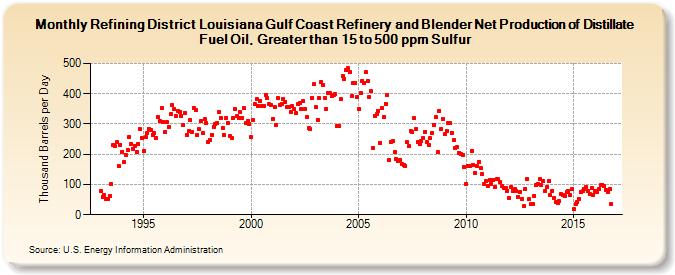 Monthly Refining District Louisiana Gulf Coast Refinery and Blender Net Production of Distillate
Fuel Oil, Greater than 15 to 500 ppm Sulfur
Thousand Barrels per Day
500
400
300
200
100
0
1995
2000
2005
2010
2015
Source: U.S. Energy Information Administration